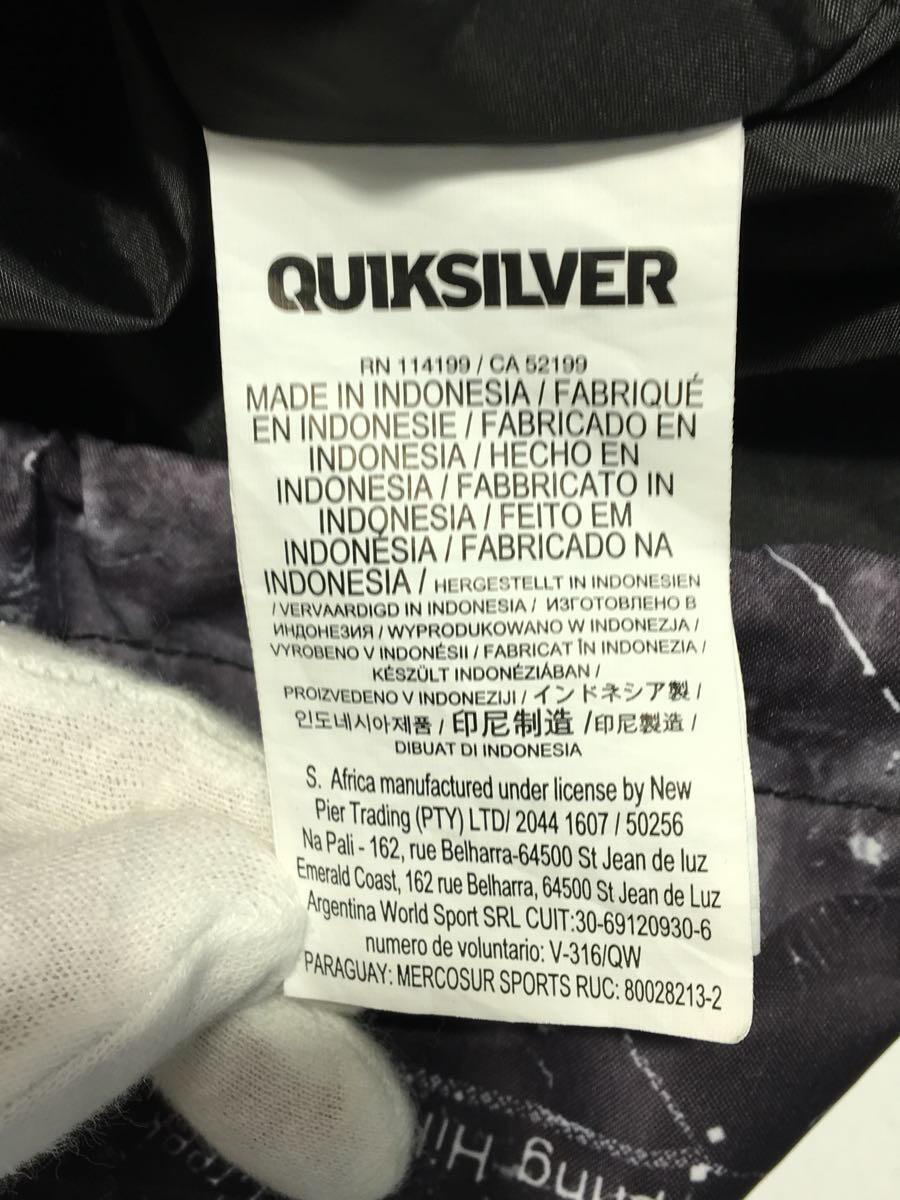 QUIKSILVER
RN 114199 / CA 52199
MADE IN INDONESIA / FABRIQUÉ
EN INDONESIE / FABRICADO EN
INDONESIA / HECHO EN
INDONESIA / FABBRICATO IN
INDONESIA / FEITO EM
INDONÉSIA / FABRICADO NA
INDONESIA / HERGESTELLT IN INDONESIEN
/ VERVAARDIGD IN INDONESIA / ИЗГОТОВЛЕНО В
ИНДОНЕЗИЯ / WYPRODUKOWANO W INDONEZJA /
VYROBENO V INDONÉSII / FABRICAT ÎN INDONEZIA /
KÉSZÜLT INDONÉZIÁBAN /
PROIZVEDENO V INDONEZIJI / インドネシア製 /
인도네시아제품 / 印尼制造 / 印尼製造 /
DIBUAT DI INDONESIA
S. Africa manufactured under license by New
Pier Trading (PTY) LTD/ 2044 1607 / 50256
Na Pali - 162, rue Belharra-64500 St Jean de luz
Emerald Coast, 162 rue Belharra, 64500 St Jean de Luz
Argentina World Sport SRL CUIT:30-69120930-6
numero de voluntario: V-316/QW
PARAGUAY: MERCOSUR SPORTS RUC: 80028213-2